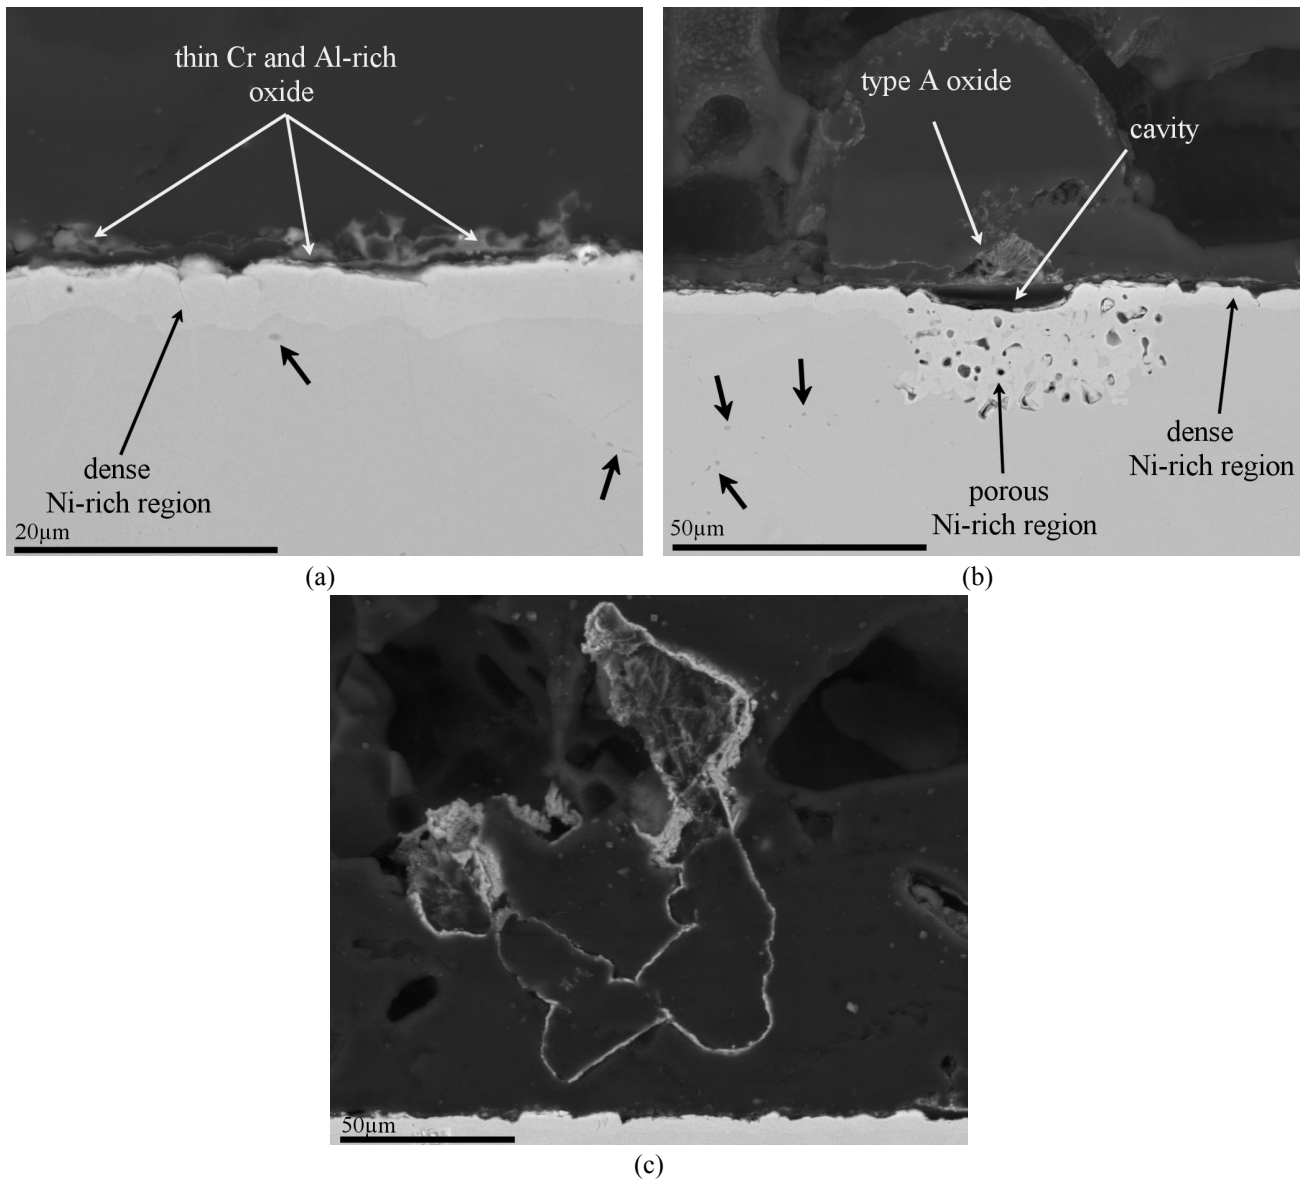 thin Cr and Al-rich
oxide
dense
Ni-rich region
20µm
(a)
type A oxide
cavity
dense
Ni-rich region
porous
Ni-rich region
50µm
(b)
50µm
(c)